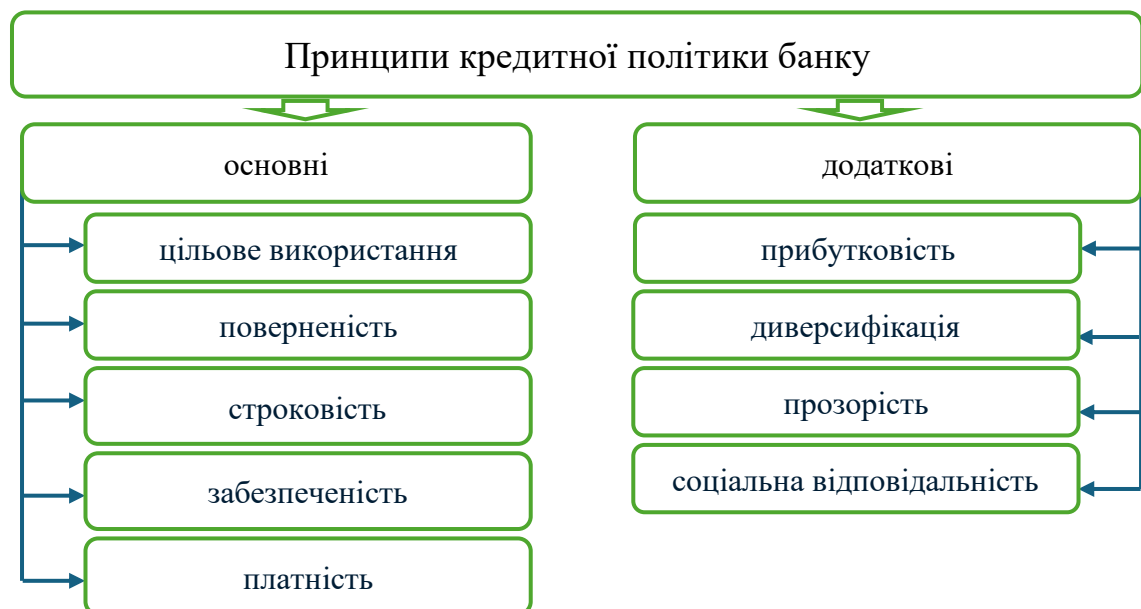 Принципи кредитної політики банку
основні
цільове використання
поверненість
строковість
забезпеченість
платність
додаткові
прибутковість
диверсифікація
прозорість
соціальна відповідальність